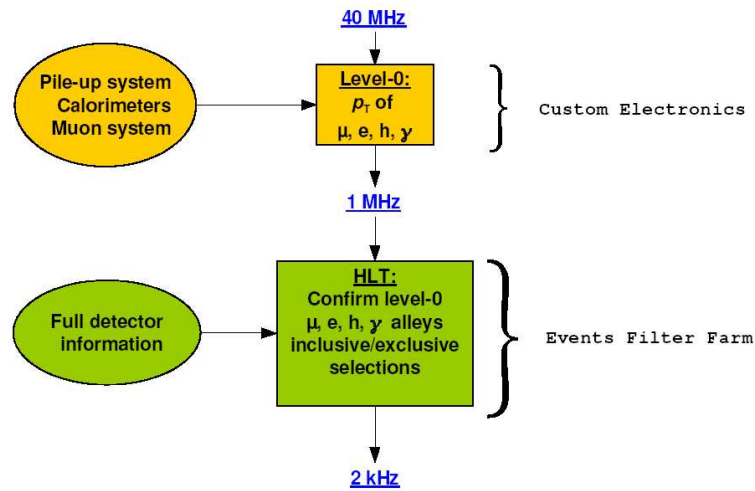 40 MHz
Pile-up system
Calorimeters
Muon system
Level-0:
pT of
μ, e, h, γ
Custom Electronics
1 MHz
Full detector
information
HLT:
Confirm level-0
μ, e, h, γ alleys
inclusive/exclusive
selections
Events Filter Farm
2 kHz